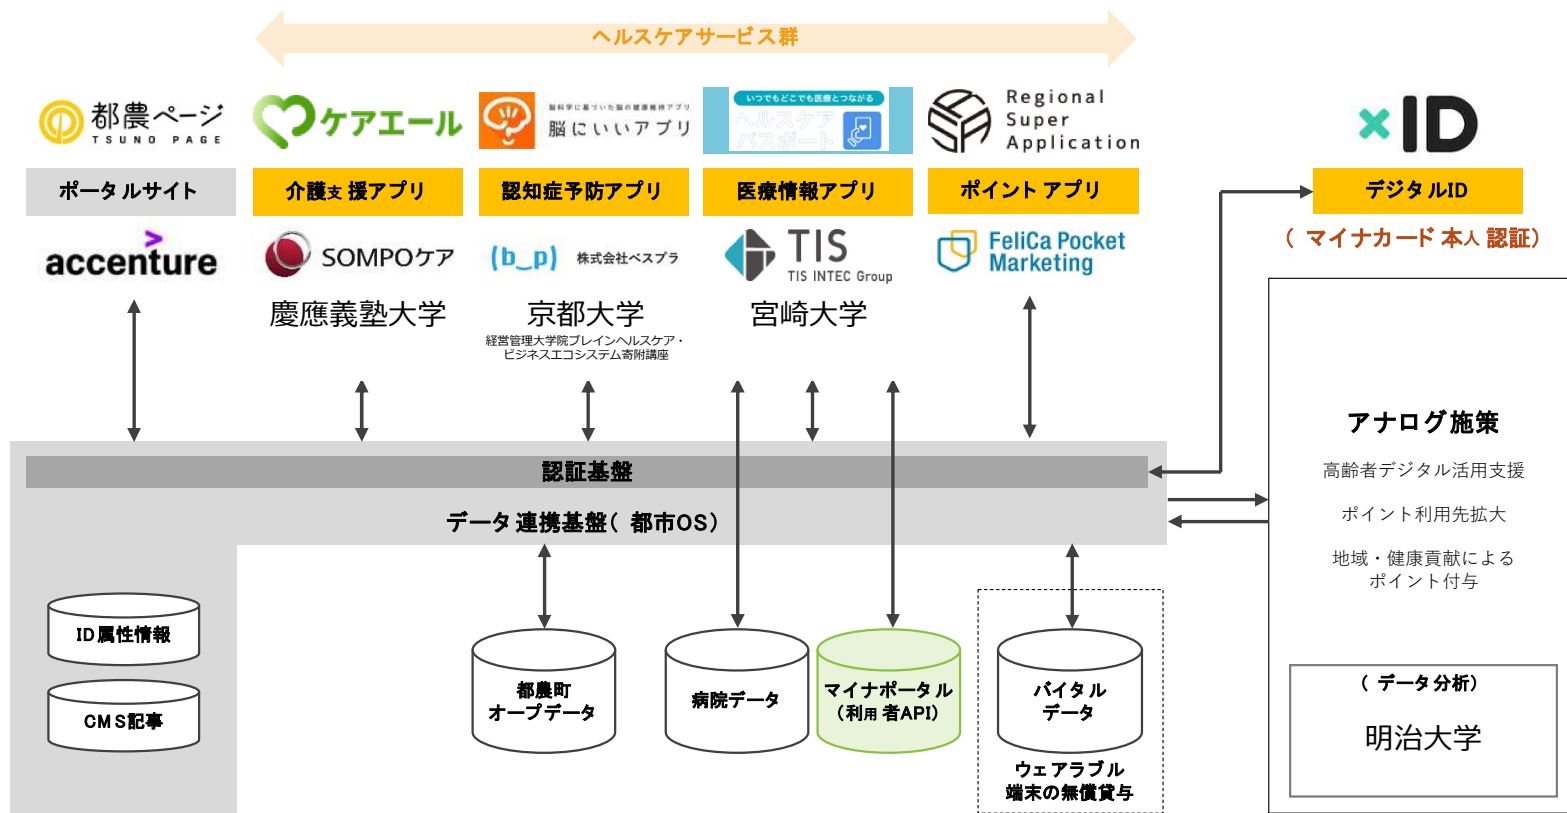 ヘルスケアサービス群
都農ページ
TSUNO PAGE
ケアエール
脳科学に基づいた脳の健康維持アプリ
脳にいいアプリ
いつでもどこでも医療とつながる
ヘルスケア
パスポート
Regional
Super
Application
×ID
ポータルサイト
介護支援アプリ
認知症予防アプリ
医療情報アプリ
ポイントアプリ
デジタルID
(マイナカード本人認証)
accenture
SOMPOケア
(b_p) 株式会社ベスプラ
TIS
TIS INTEC Group
FeliCa Pocket
Marketing
慶應義塾大学
京都大学
経営管理大学院ブレインヘルスケア・
ビジネスエコシステム寄附講座
宮崎大学
認証基盤
データ連携基盤(都市OS)
アナログ施策
高齢者デジタル活用支援
ポイント利用先拡大
地域・健康貢献による
ポイント付与
ID属性情報
CMS記事
都農町
オープデータ
病院データ
マイナポータル
(利用者API)
バイタル
データ
ウェアラブル
端末の無償貸与
(データ分析)
明治大学